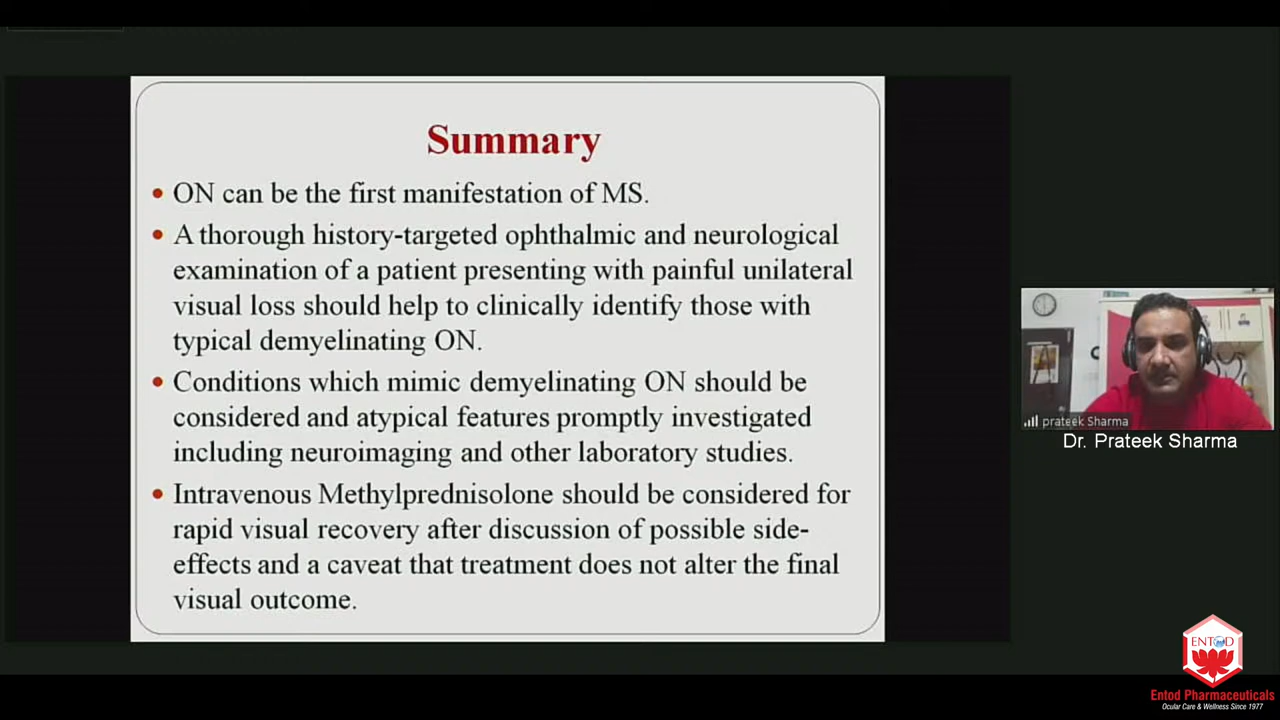 Summary
• ON can be the first manifestation of MS.
• A thorough history-targeted ophthalmic and neurological
examination of a patient presenting with painful unilateral
visual loss should help to clinically identify those with
typical demyelinating ON.
• Conditions which mimic demyelinating ON should be
considered and atypical features promptly investigated
including neuroimaging and other laboratory studies.
• Intravenous Methylprednisolone should be considered for
rapid visual recovery after discussion of possible side-
effects and a caveat that treatment does not alter the final
visual outcome.
prateek Sharma
Dr. Prateek Sharma
ENTOD
Entod Pharmaceuticals
Ocular Care & Wellness Since 1977